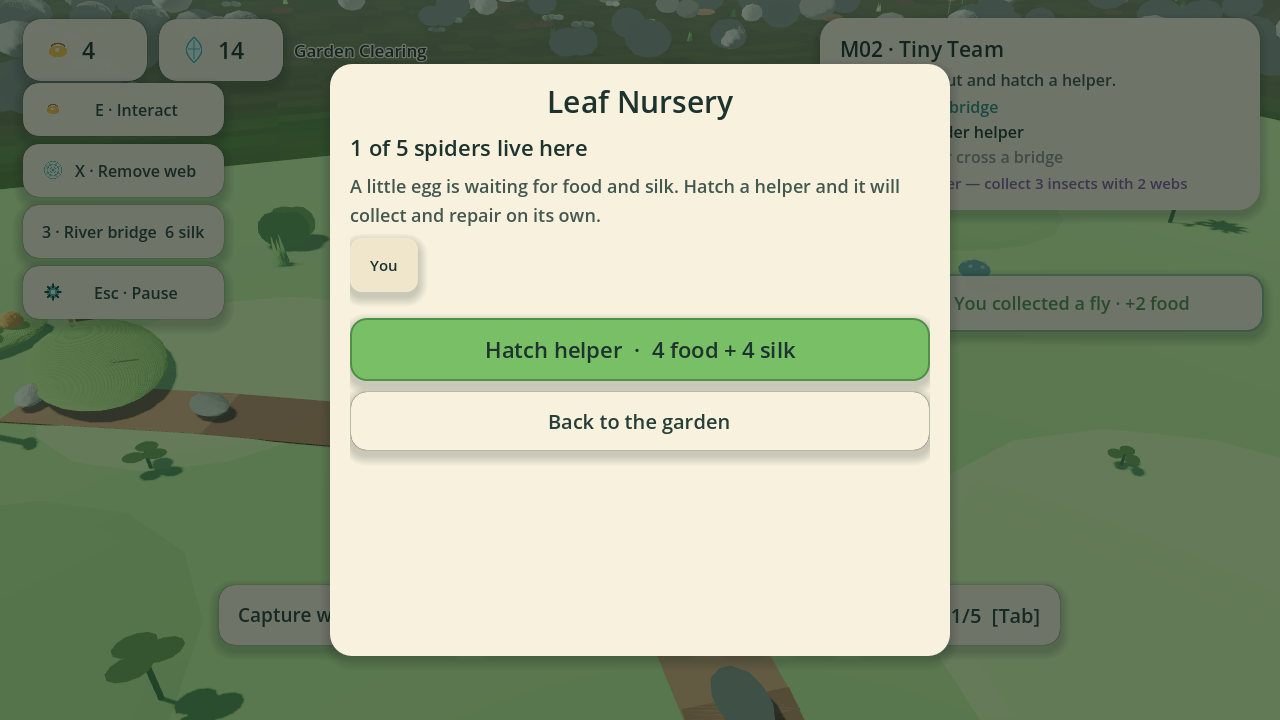 4
14
Garden Clearing
E · Interact
X · Remove web
3 · River bridge 6 silk
Esc · Pause
M02 · Tiny Team
and hatch a helper.
bridge
helper
cross a bridge
— collect 3 insects with 2 webs
You collected a fly · +2 food
Leaf Nursery
1 of 5 spiders live here
A little egg is waiting for food and silk. Hatch a helper and it will
collect and repair on its own.
You
Hatch helper · 4 food + 4 silk
Back to the garden
Capture
1/5 [Tab]